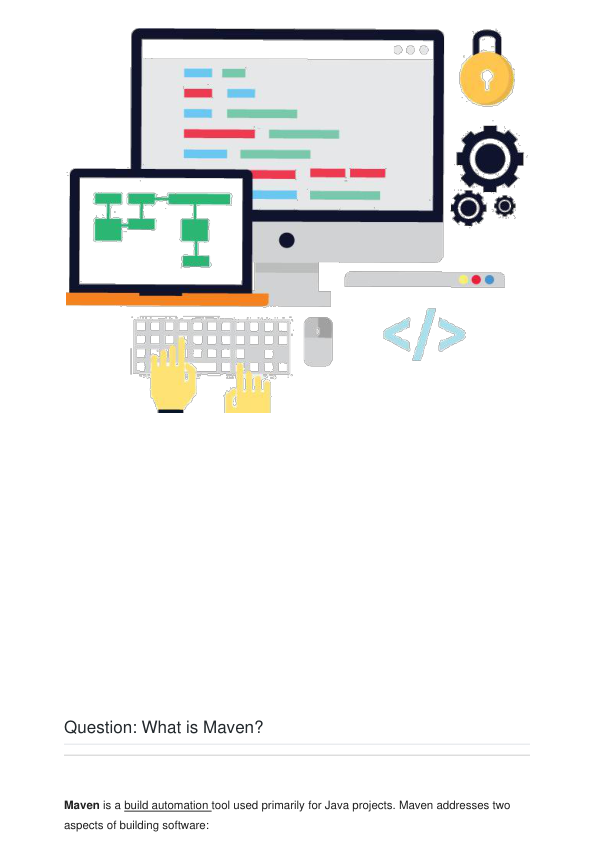 </>
Question: What is Maven?
Maven is a build automation tool used primarily for Java projects. Maven addresses two
aspects of building software: